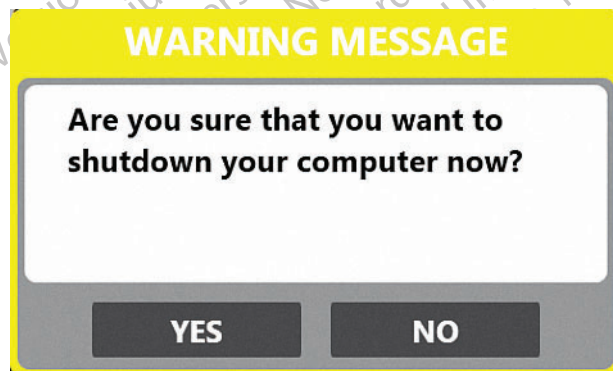 WARNING MESSAGE
Are you sure that you want to
shutdown your computer now?
YES
NO